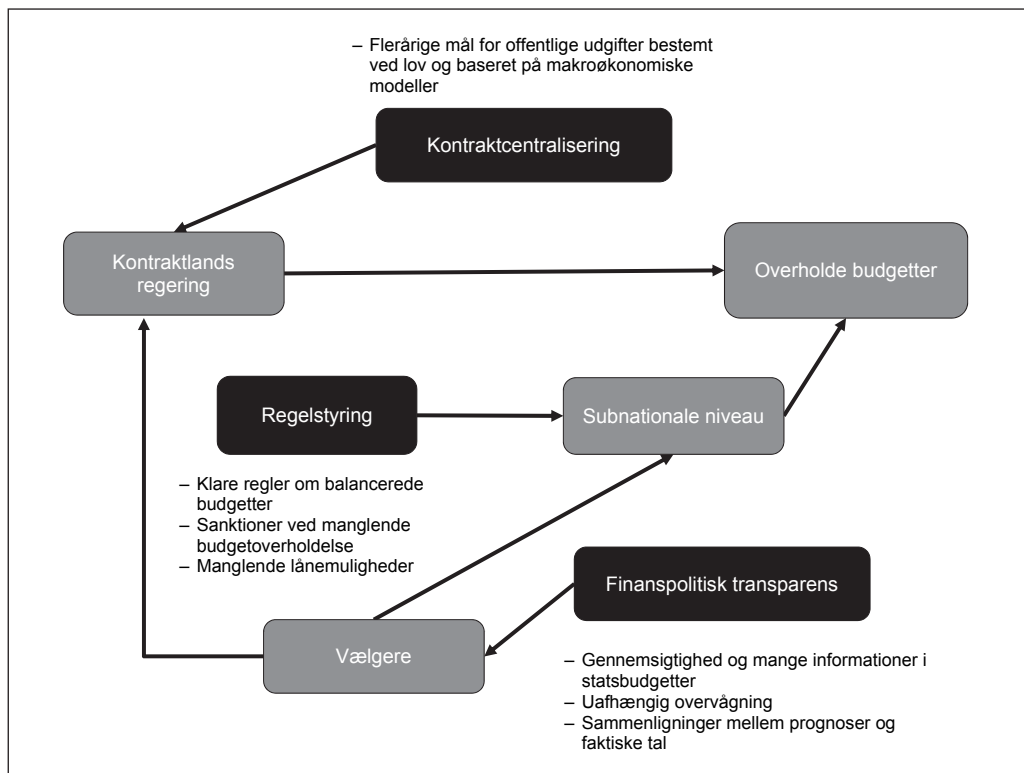 – Flerårige mål for offentlige udgifter bestemt
ved lov og baseret på makroøkonomiske
modeller
Kontraktcentralisering
Kontraktlands
regering
Overholde budgetter
Regelstyring
Subnationale niveau
– Klare regler om balancerede
budgetter
– Sanktioner ved manglende
budgetoverholdelse
– Manglende lånemuligheder
Finanspolitisk transparens
Vælgere
– Gennemsigtighed og mange informationer i
statsbudgetter
– Uafhængig overvågning
– Sammenligninger mellem prognoser og
faktiske tal